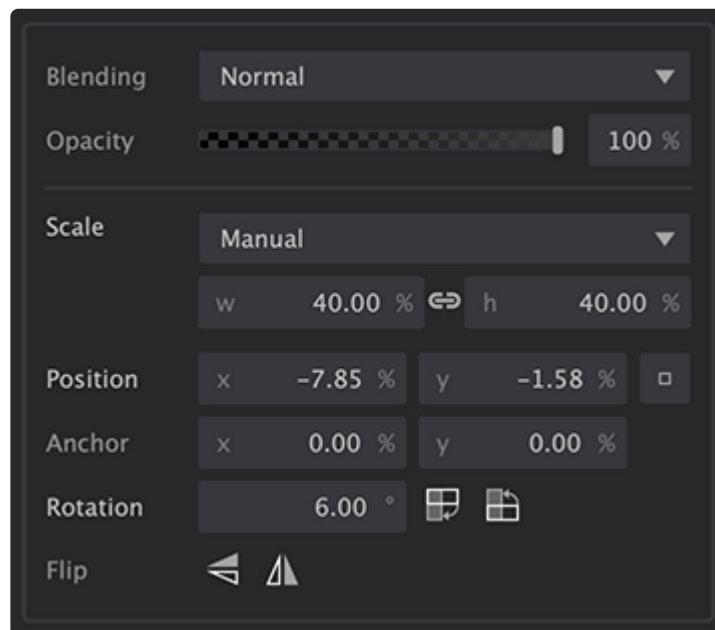 Blending Normal
Opacity 100 %
Scale Manual
w 40.00 % h 40.00 %
Position x -7.85 % y -1.58 %
Anchor x 0.00 % y 0.00 %
Rotation 6.00 °
Flip